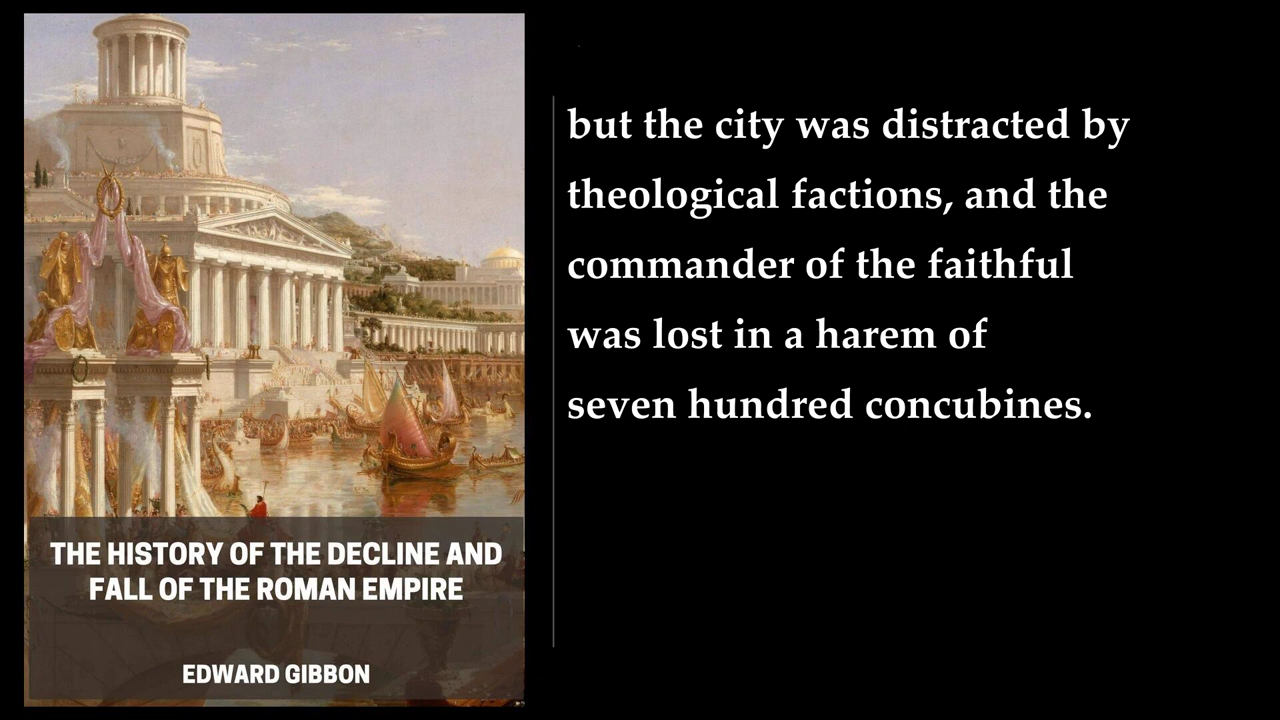 THE HISTORY OF THE DECLINE AND
FALL OF THE ROMAN EMPIRE
EDWARD GIBBON
but the city was distracted by
theological factions, and the
commander of the faithful
was lost in a harem of
seven hundred concubines.